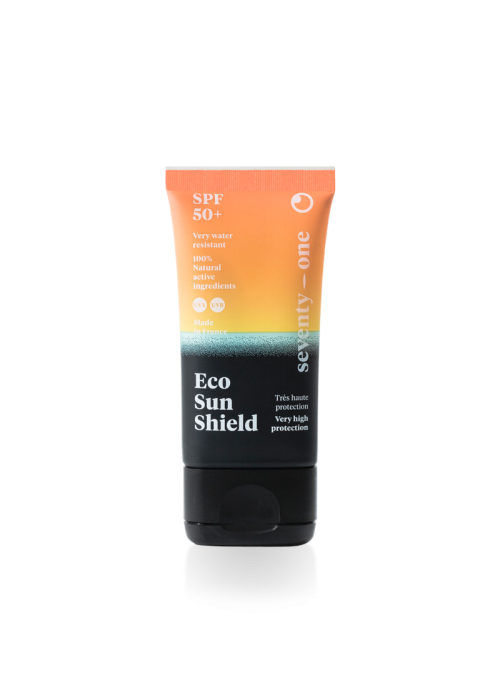 SPF
50+
Very water
resistant
100%
Natural
active
ingredients
UVA UVB
Made
in France
seventy—one
Eco
Sun
Shield
Très haute
protection
Very high
protection